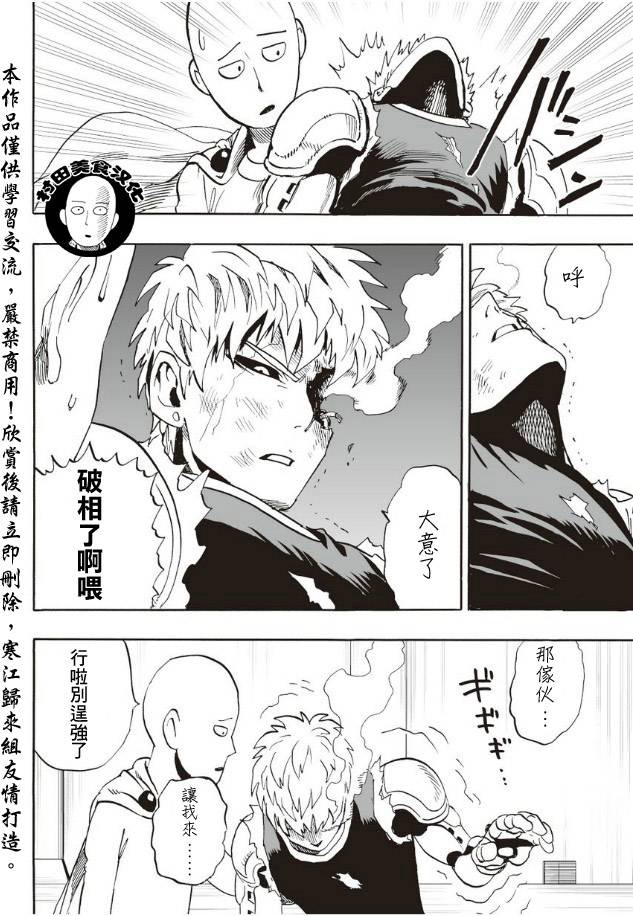 本作品僅供學習交流，嚴禁商用！欣賞後請立即刪除，寒江歸來組友情打造。
村田美食汉化
呼
大意了
破相了啊喂
那傢伙…
ギギギ…
讓我來……
行啦別逞強了